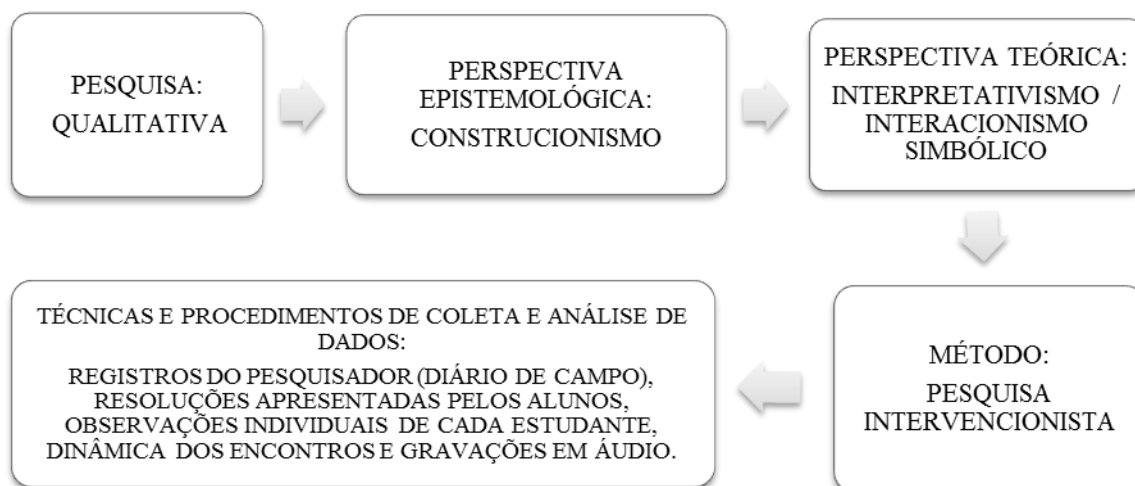 PESQUISA:
QUALITATIVA
PERSPECTIVA
EPISTEMOLÓGICA:
CONSTRUCIONISMO
PERSPECTIVA TEÓRICA:
INTERPRETATIVISMO /
INTERACIONISMO
SIMBÓLICO
MÉTODO:
PESQUISA
INTERVENCIONISTA
TÉCNICAS E PROCEDIMENTOS DE COLETA E ANÁLISE DE
DADOS:
REGISTROS DO PESQUISADOR (DIÁRIO DE CAMPO),
RESOLUÇÕES APRESENTADAS PELOS ALUNOS,
OBSERVAÇÕES INDIVIDUAIS DE CADA ESTUDANTE,
DINÂMICA DOS ENCONTROS E GRAVAÇÕES EM ÁUDIO.